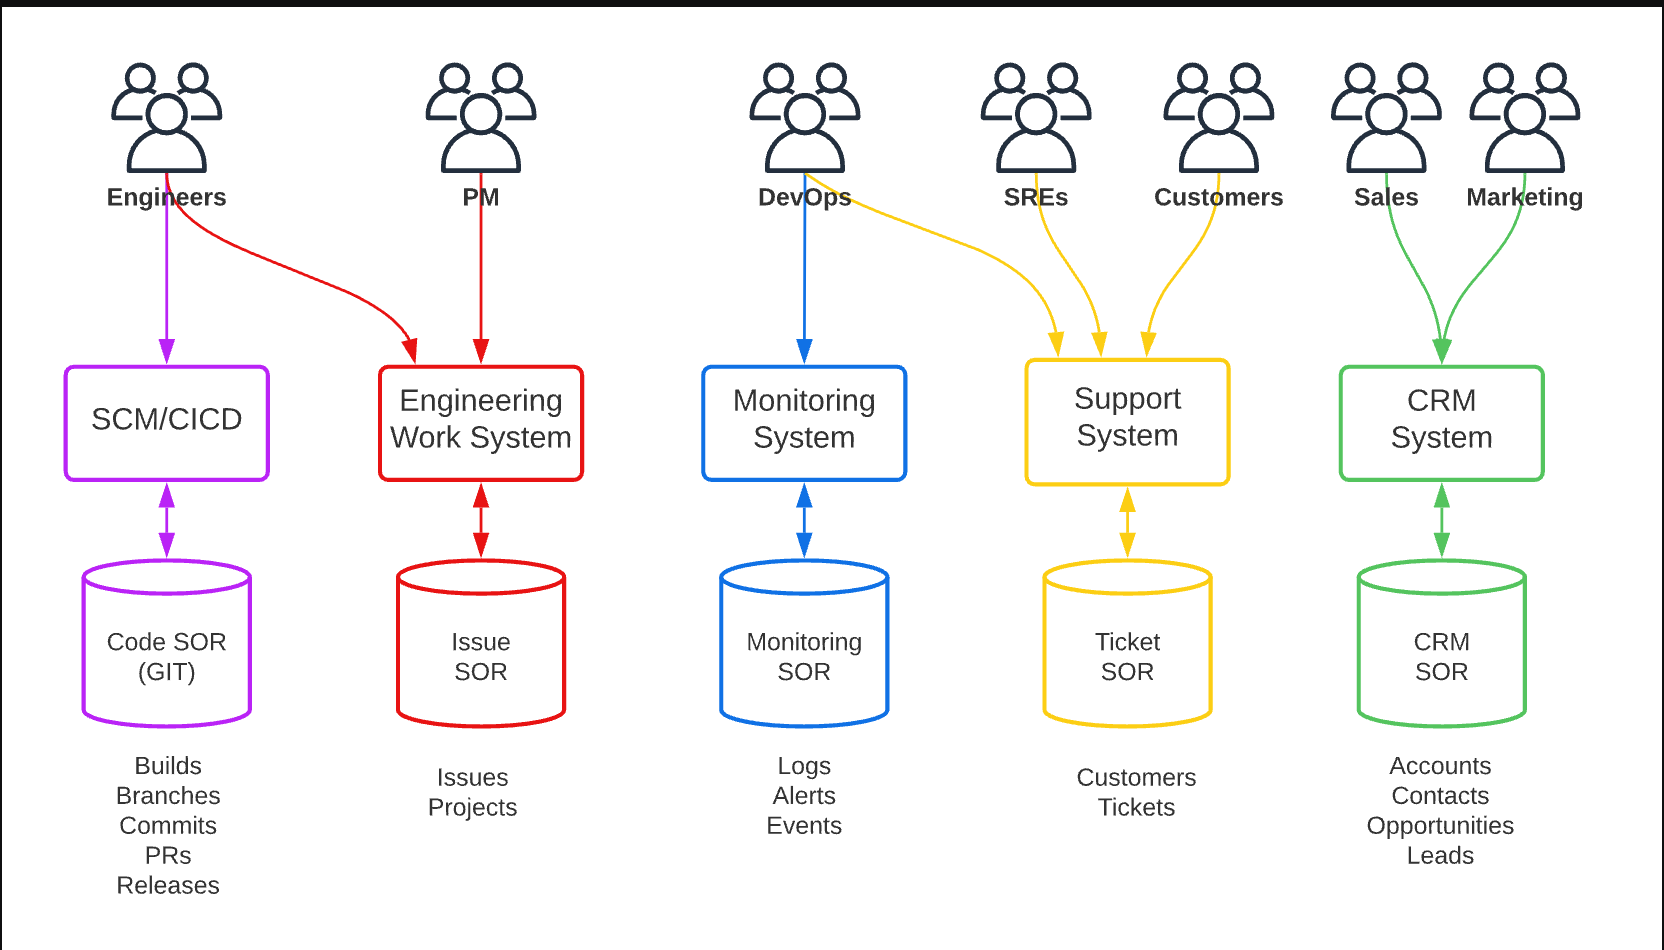 Engineers
PM
DevOps
SREs
Customers
Sales
Marketing
SCM/CICD
Engineering
Work System
Monitoring
System
Support
System
CRM
System
Code SOR
(GIT)
Issue
SOR
Monitoring
SOR
Ticket
SOR
CRM
SOR
Builds
Branches
Commits
PRs
Releases
Issues
Projects
Logs
Alerts
Events
Customers
Tickets
Accounts
Contacts
Opportunities
Leads